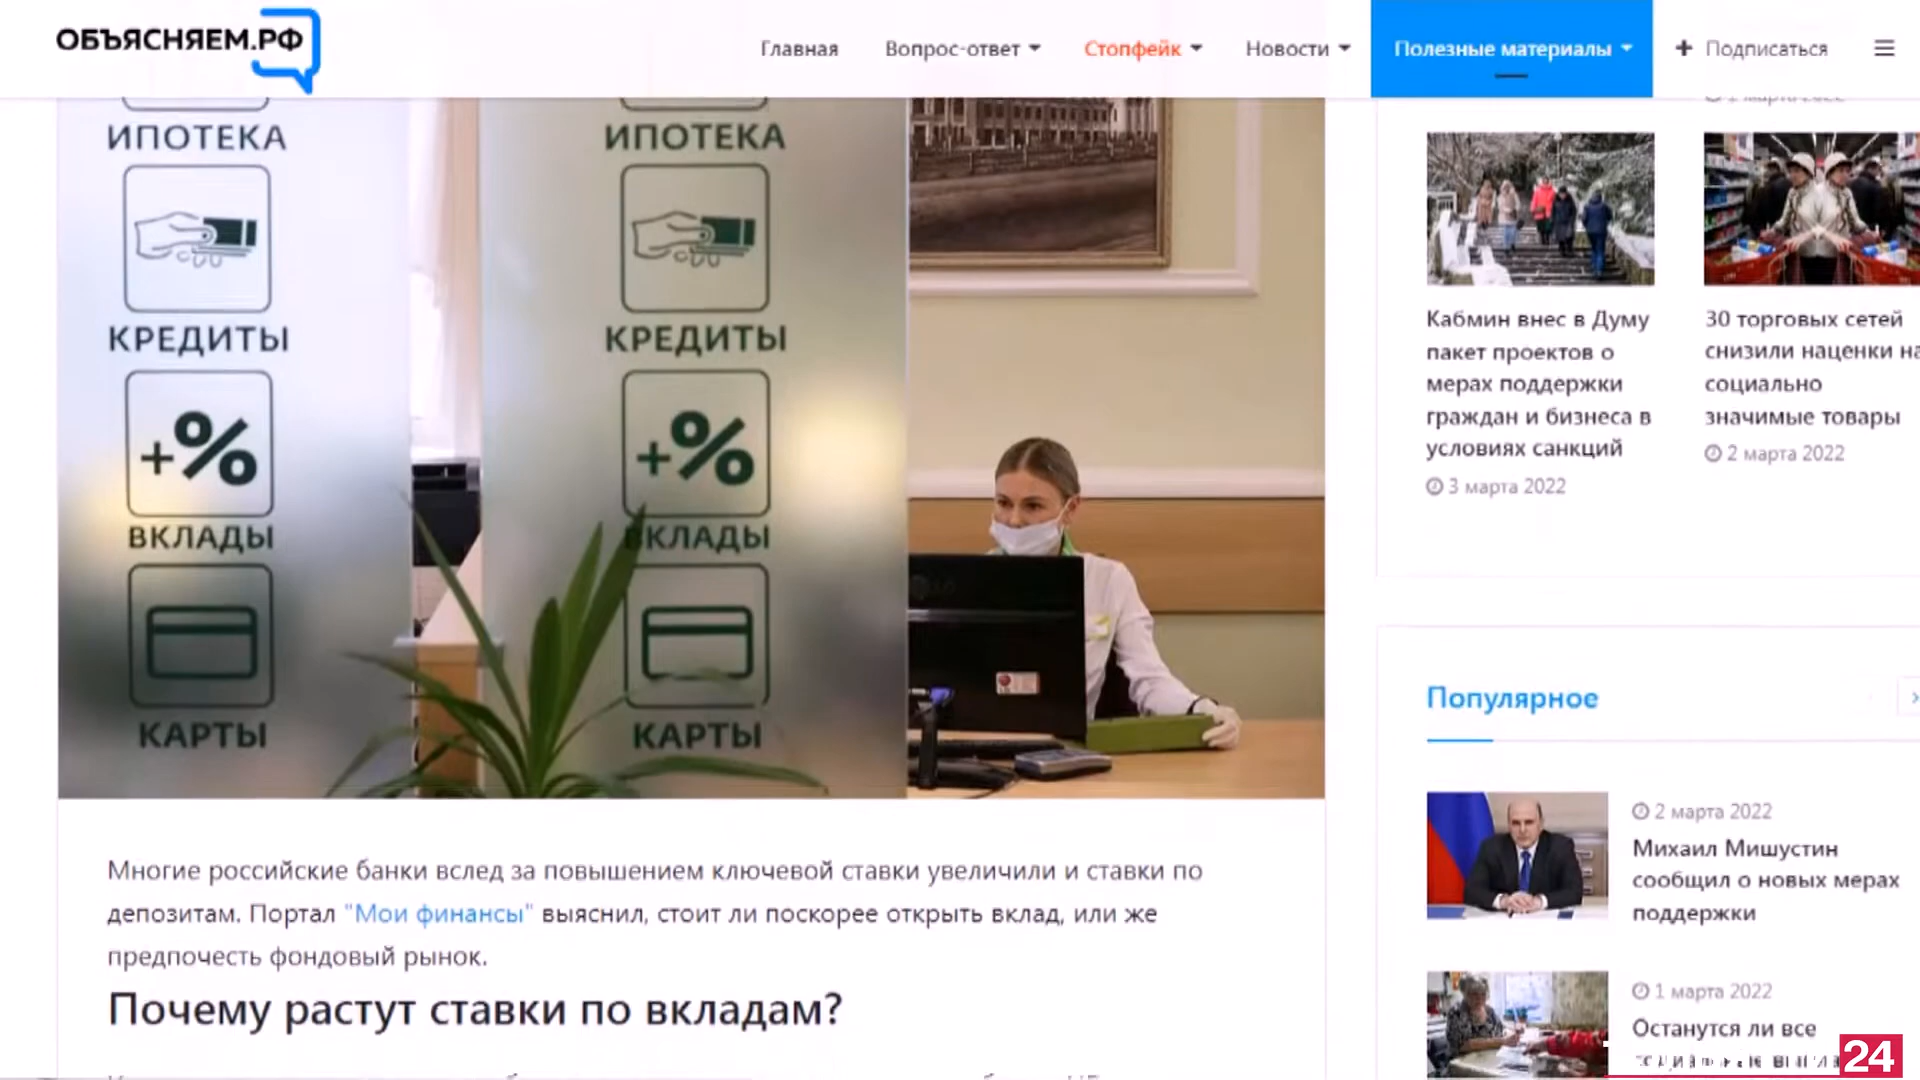 ОБЪЯСНЯЕМ.РФ
Главная
Вопрос-ответ
Стопфейк
Новости
Полезные материалы
Подписаться
ИПОТЕКА
КРЕДИТЫ
+%
ВКЛАДЫ
КАРТЫ
ИПОТЕКА
КРЕДИТЫ
+%
ВКЛАДЫ
КАРТЫ
Многие российские банки вслед за повышением ключевой ставки увеличили и ставки по
депозитам. Портал "Мои финансы" выяснил, стоит ли поскорее открыть вклад, или же
предпочесть фондовый рынок.
Почему растут ставки по вкладам?
2 марта 2022
Кабмин внес в Думу
пакет проектов о
мерах поддержки
граждан и бизнеса в
условиях санкций
3 марта 2022
30 торговых сетей
снизили наценки на
социально
значимые товары
2 марта 2022
Популярное
2 марта 2022
Михаил Мишустин
сообщил о новых мерах
поддержки
1 марта 2022
Останутся ли все
24